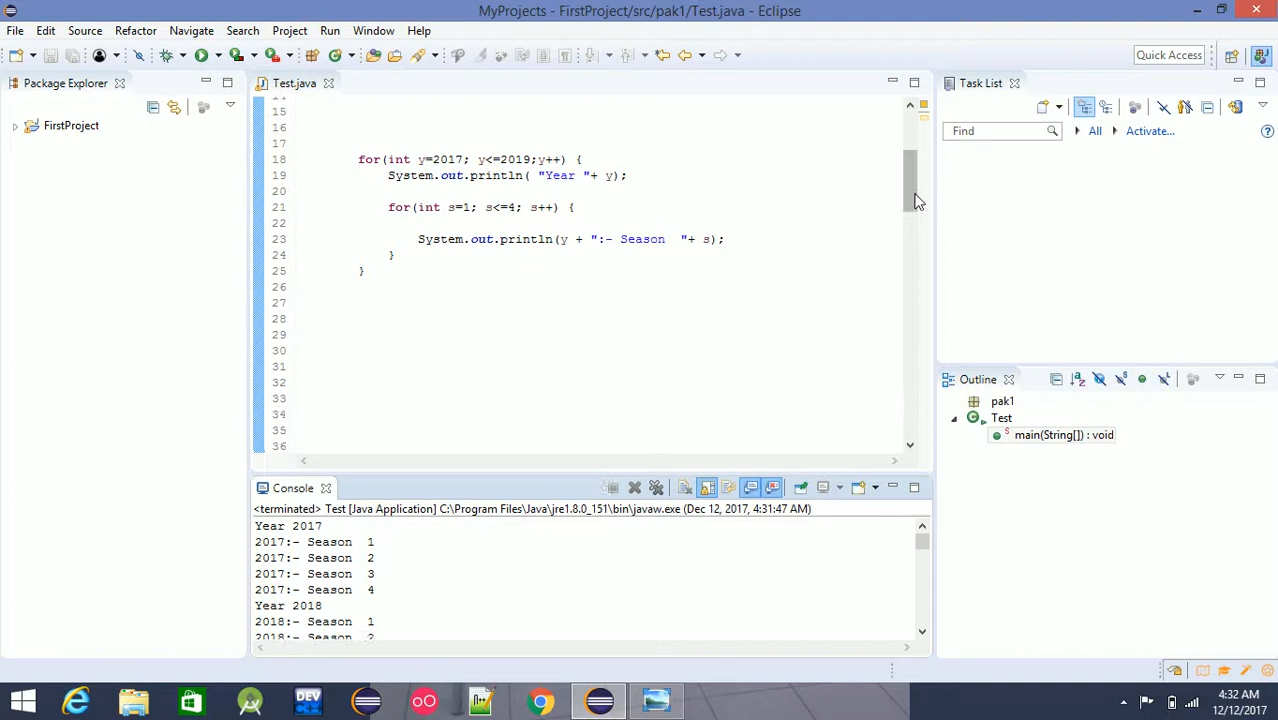 MyProjects - FirstProject/src/pak1/Test.java - Eclipse
File Edit Source Refactor Navigate Search Project Run Window Help
Quick Access
Package Explorer
Test.java
Task List
FirstProject
Find
All
Activate...
15
16
17
18 for(int y=2017; y<=2019;y++) {
19 System.out.println( "Year "+ y);
20
21 for(int s=1; s<=4; s++) {
22
23 System.out.println(y + ":- Season  "+ s);
24 }
25 }
26
27
28
29
30
31
32
33
34
35
36
Outline
pak1
Test
main(String[]) : void
Console
<terminated> Test [Java Application] C:\Program Files\Java\jre1.8.0_151\bin\javaw.exe (Dec 12, 2017, 4:31:47 AM)
Year 2017
2017:- Season  1
2017:- Season  2
2017:- Season  3
2017:- Season  4
Year 2018
2018:- Season  1
2018:- Season  2
DEV
4:32 AM
12/12/2017